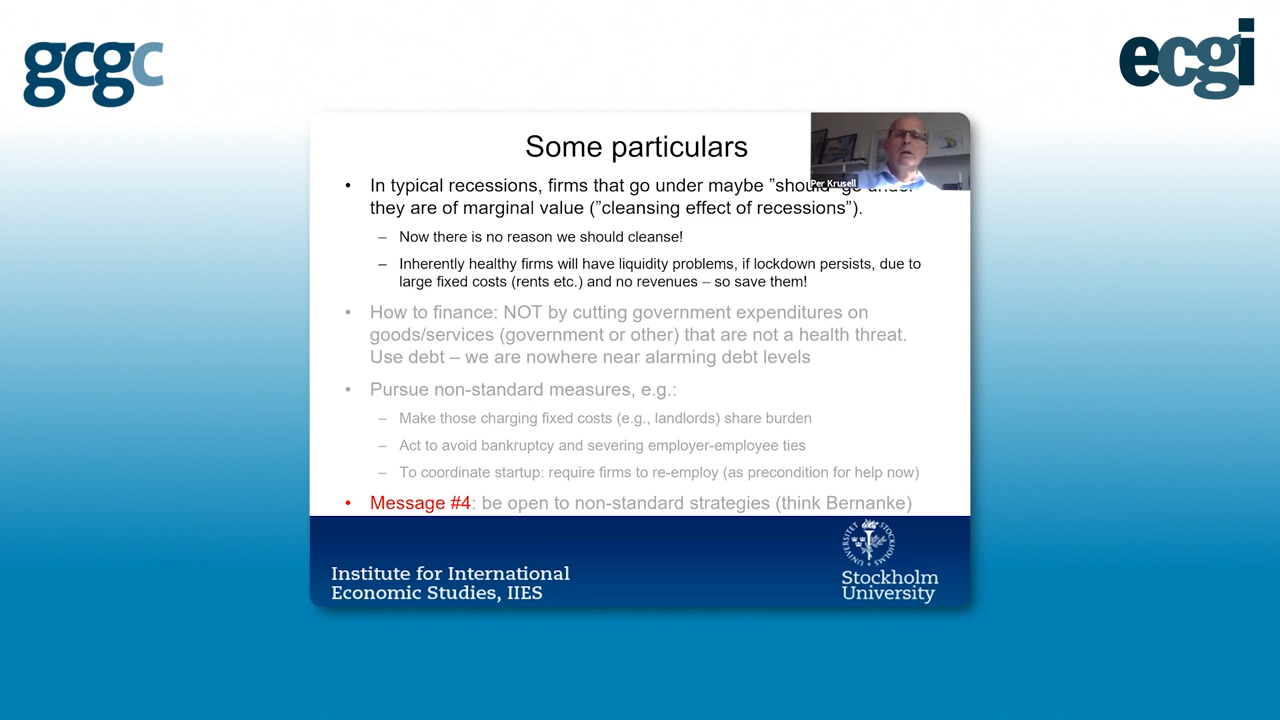 gcgc
ecgi
Some particulars
Per Krusell
• In typical recessions, firms that go under maybe ”should
they are of marginal value (”cleansing effect of recessions”).
– Now there is no reason we should cleanse!
– Inherently healthy firms will have liquidity problems, if lockdown persists, due to
large fixed costs (rents etc.) and no revenues – so save them!
• How to finance: NOT by cutting government expenditures on
goods/services (government or other) that are not a health threat.
Use debt – we are nowhere near alarming debt levels
• Pursue non-standard measures, e.g.:
– Make those charging fixed costs (e.g., landlords) share burden
– Act to avoid bankruptcy and severing employer-employee ties
– To coordinate startup: require firms to re-employ (as precondition for help now)
• Message #4: be open to non-standard strategies (think Bernanke)
Institute for International
Economic Studies, IIES
Stockholm
University